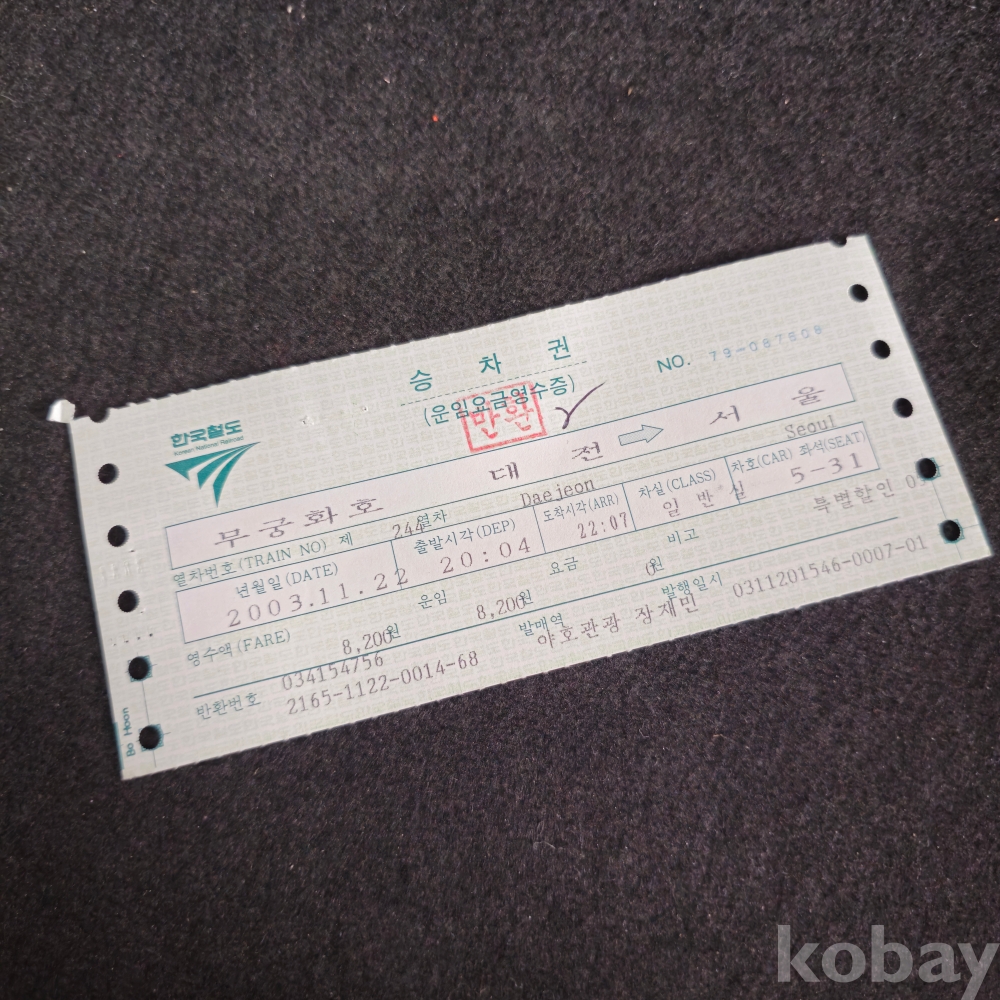 승 차 권
(운임요금영수증)
반환
NO. 79-087808
한국철도
Korean National Railroad
무궁화호 대 전 ⇨ 서 울
Daejeon Seoul
열차번호(TRAIN NO) 제 244 열차
년월일(DATE) 출발시각(DEP) 도착시각(ARR) 차실(CLASS) 차호(CAR) 좌석(SEAT)
2003.11.22 20:04 22:07 일 반 실 5-31
영수액(FARE) 8,200원 운임 8,200원 요금 0원 비고 특별할인
034154756
반환번호 2165-1122-0014-68 발매역 야호관광 장재민 발행일시 0311201546-0007-01
Bo Hoon
kobay